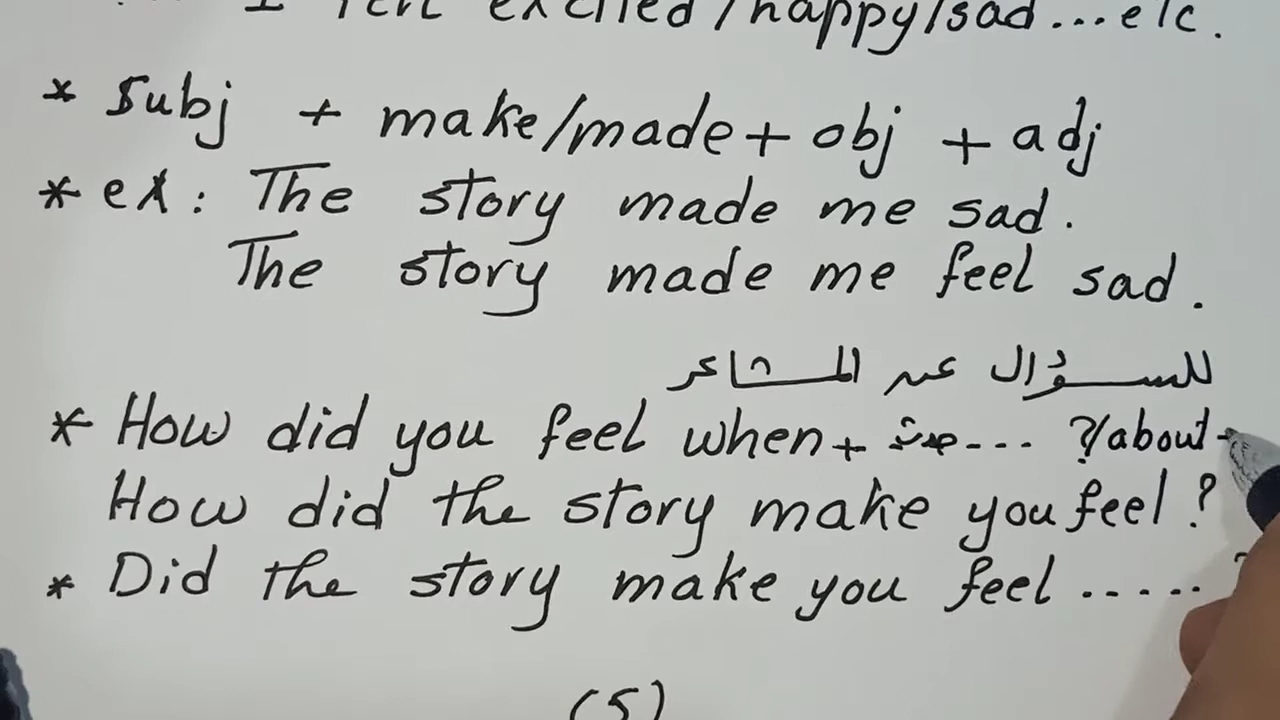 I felt excited/happy/sad...etc.
* Subj + make/made + obj + adj
* ex: The story made me sad.
The story made me feel sad.
للسؤال عن المشاعر
* How did you feel when + حدث --- ?/about
How did the story make you feel?
* Did the story make you feel ..... ?
(5)